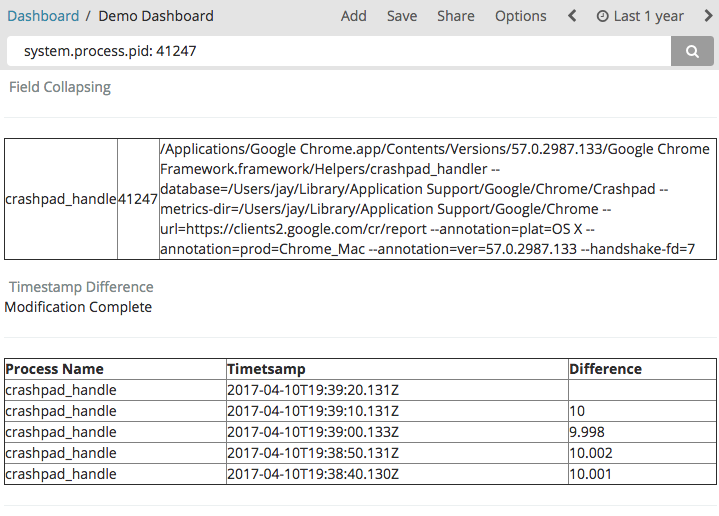 Dashboard / Demo Dashboard Add Save Share Options Last 1 year
system.process.pid: 41247
Field Collapsing
crashpad_handle 41247 /Applications/Google Chrome.app/Contents/Versions/57.0.2987.133/Google Chrome
Framework.framework/Helpers/crashpad_handler --
database=/Users/jay/Library/Application Support/Google/Chrome/Crashpad --
metrics-dir=/Users/jay/Library/Application Support/Google/Chrome --
url=https://clients2.google.com/cr/report --annotation=plat=OS X --
annotation=prod=Chrome_Mac --annotation=ver=57.0.2987.133 --handshake-fd=7
Timestamp Difference
Modification Complete
Process Name Timetsamp Difference
crashpad_handle 2017-04-10T19:39:20.131Z
crashpad_handle 2017-04-10T19:39:10.131Z 10
crashpad_handle 2017-04-10T19:39:00.133Z 9.998
crashpad_handle 2017-04-10T19:38:50.131Z 10.002
crashpad_handle 2017-04-10T19:38:40.130Z 10.001